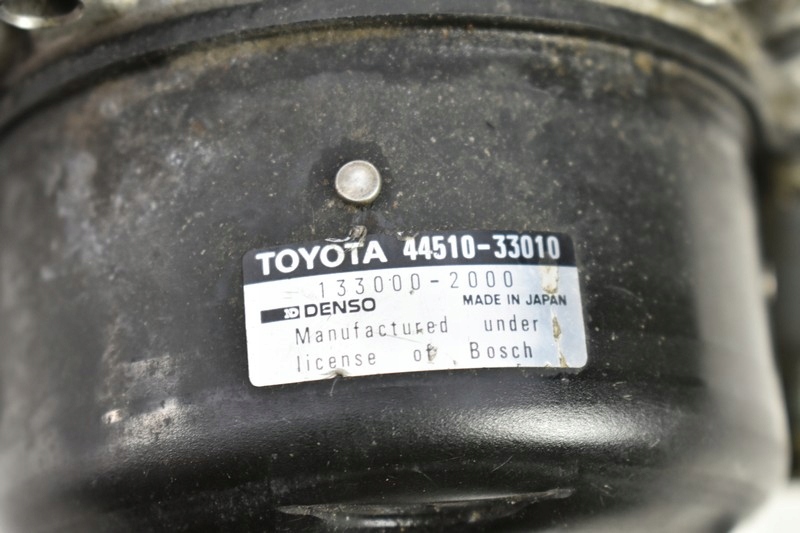 TOYOTA 44510-33010
133000-2000
DENSO MADE IN JAPAN
Manufactured under
license of Bosch